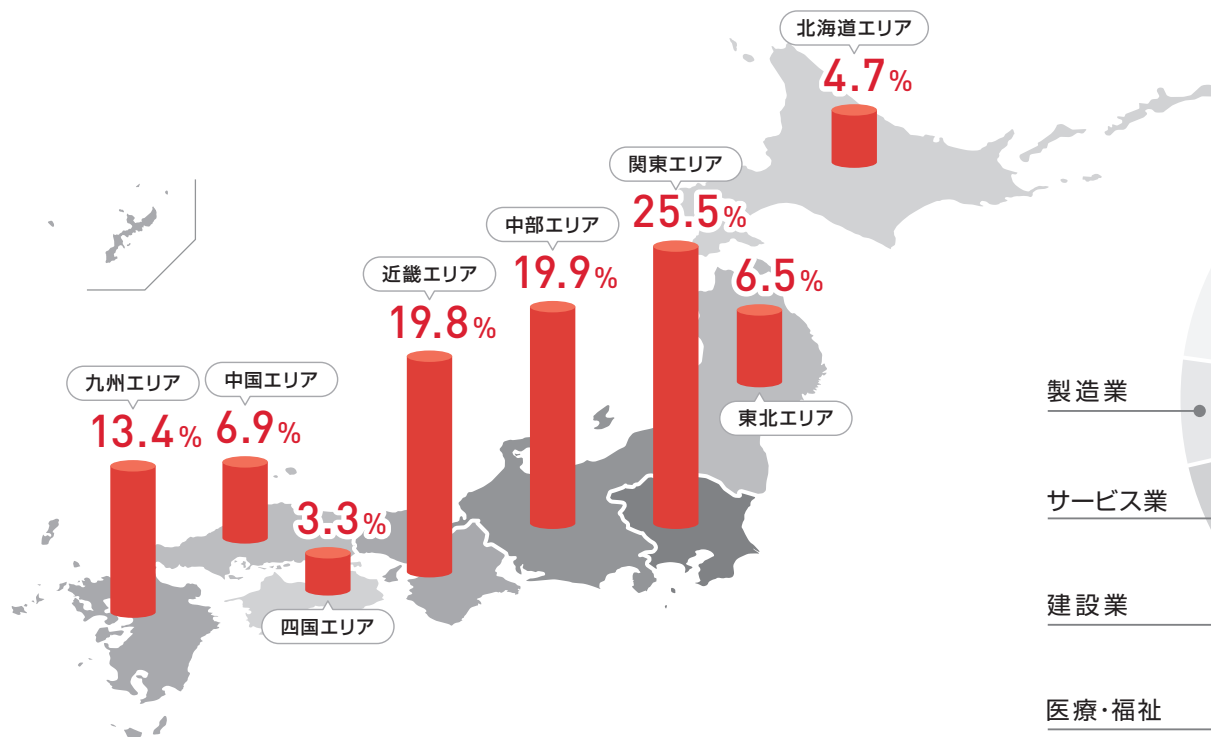 北海道エリア
4.7%
関東エリア
25.5%
中部エリア
19.9%
近畿エリア
19.8%
6.5%
東北エリア
九州エリア
13.4%
中国エリア
6.9%
3.3%
四国エリア
製造業
サービス業
建設業
医療・福祉